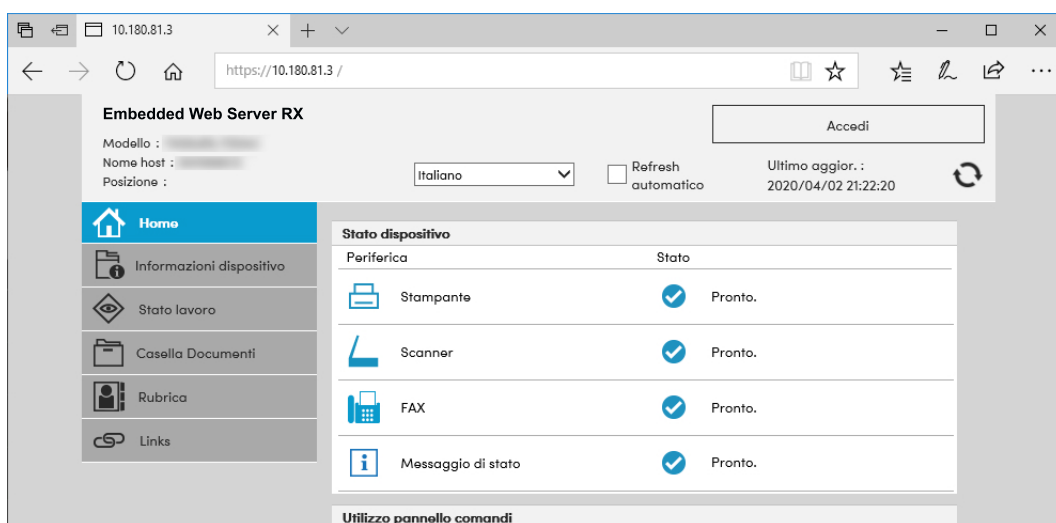 10.180.81.3
https://10.180.81.3 /
Embedded Web Server RX
Accedi
Modello :
Nome host :
Posizione :
Italiano
Refresh automatico
Ultimo aggior. :
2020/04/02 21:22:20
Home
Informazioni dispositivo
Stato lavoro
Casella Documenti
Rubrica
Links
Stato dispositivo
Periferica Stato
Stampante Pronto.
Scanner Pronto.
FAX Pronto.
Messaggio di stato Pronto.
Utilizzo pannello comandi